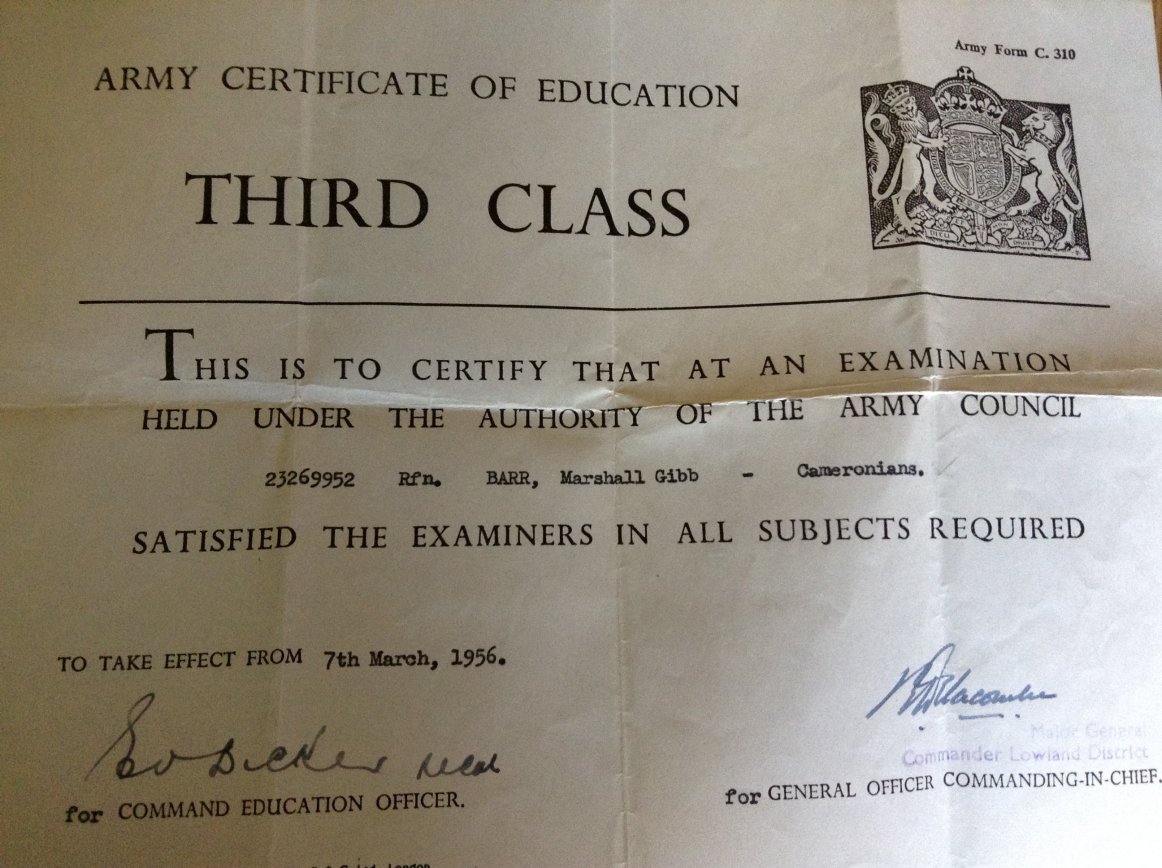 Army Form C. 310
ARMY CERTIFICATE OF EDUCATION
THIRD CLASS
THIS IS TO CERTIFY THAT AT AN EXAMINATION
HELD UNDER THE AUTHORITY OF THE ARMY COUNCIL
23269952 Rfn. BARR, Marshall Gibb - Cameronians.
SATISFIED THE EXAMINERS IN ALL SUBJECTS REQUIRED
TO TAKE EFFECT FROM 7th March, 1956.
Dicker
Major General
Commander Lowland District
for COMMAND EDUCATION OFFICER.
for GENERAL OFFICER COMMANDING-IN-CHIEF.
London